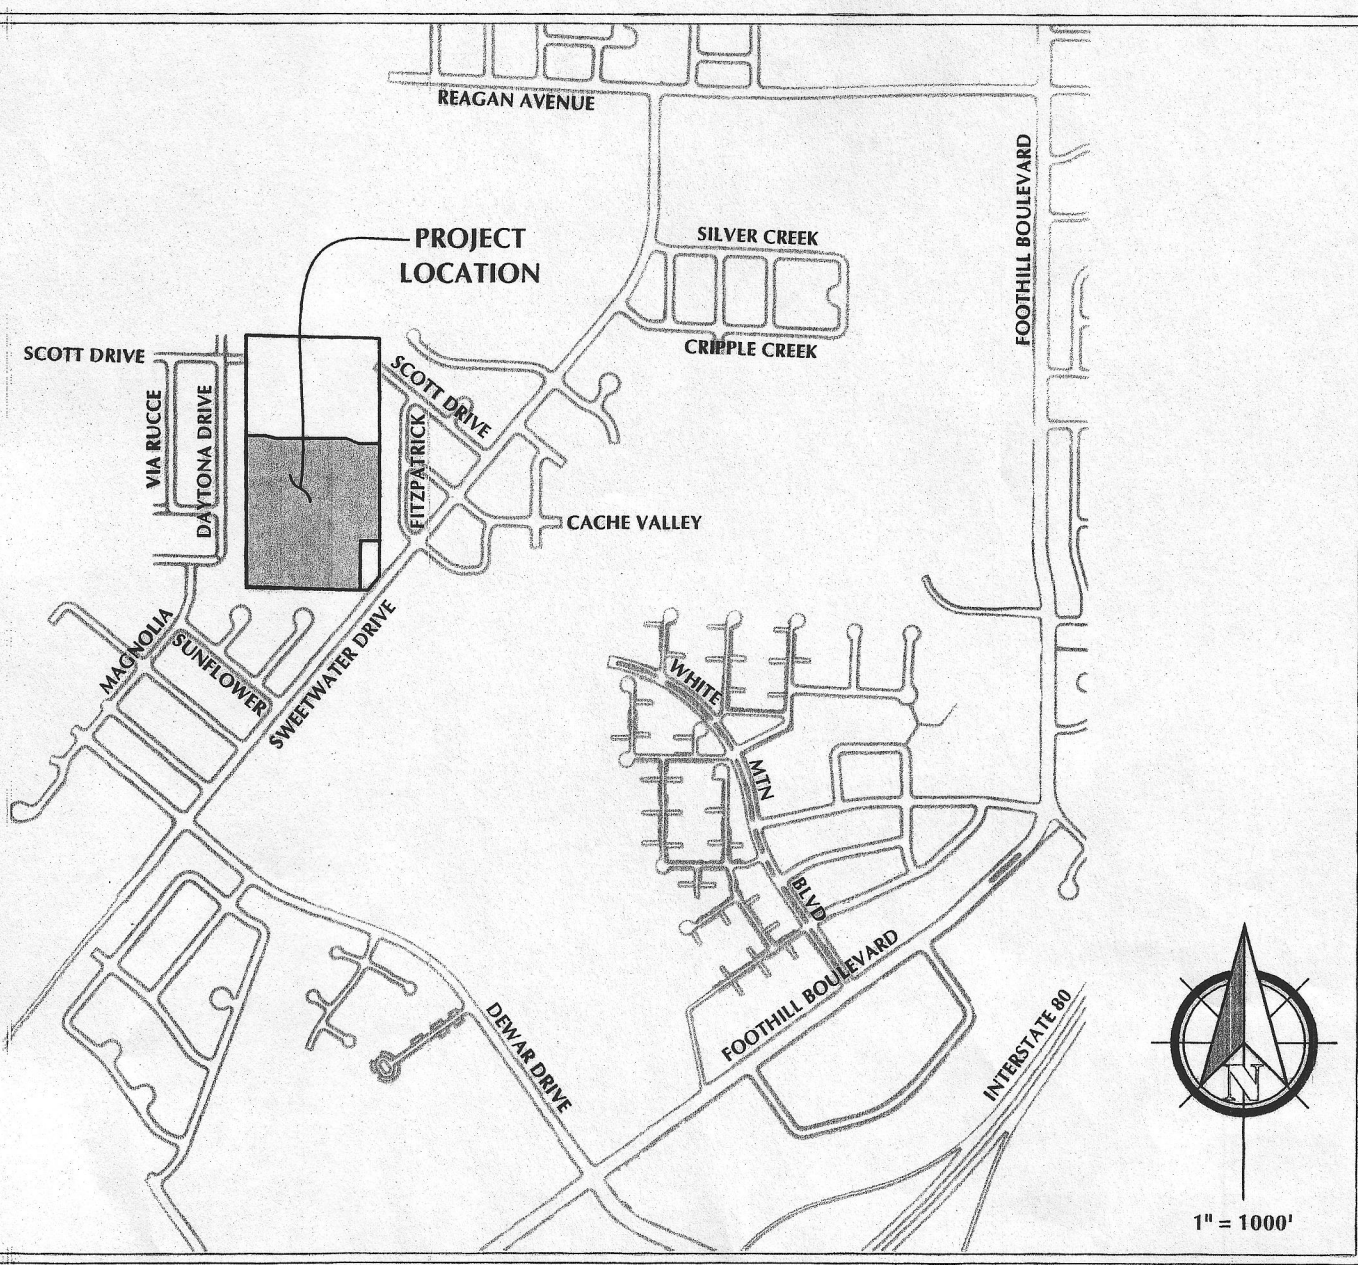 REAGAN AVENUE
FOOTHILL BOULEVARD
PROJECT
LOCATION
SILVER CREEK
CRIPPLE CREEK
SCOTT DRIVE
SCOTT DRIVE
VIA RUCCE
DAYTONA DRIVE
FITZPATRICK
CACHE VALLEY
MAGNOLIA
SUNFLOWER
SWEETWATER DRIVE
WHITE
MTN
BLVD
FOOTHILL BOULEVARD
DEWAR DRIVE
INTERSTATE 80
N
1" = 1000'